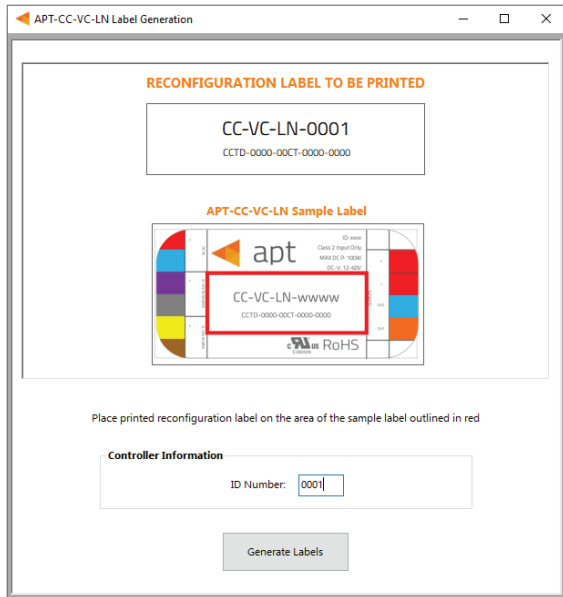 APT-CC-VC-LN Label Generation
RECONFIGURATION LABEL TO BE PRINTED
CC-VC-LN-0001
CCTD-0000-00CT-0000-0000
APT-CC-VC-LN Sample Label
apt
ID: xxxx
Class 2 Input Only
MAX DC P: 100W
DC-V: 12-60V
CC-VC-LN-wwww
CCTD-0000-00CT-0000-0000
c RU us RoHS
Place printed reconfiguration label on the area of the sample label outlined in red
Controller Information
ID Number: 0001
Generate Labels